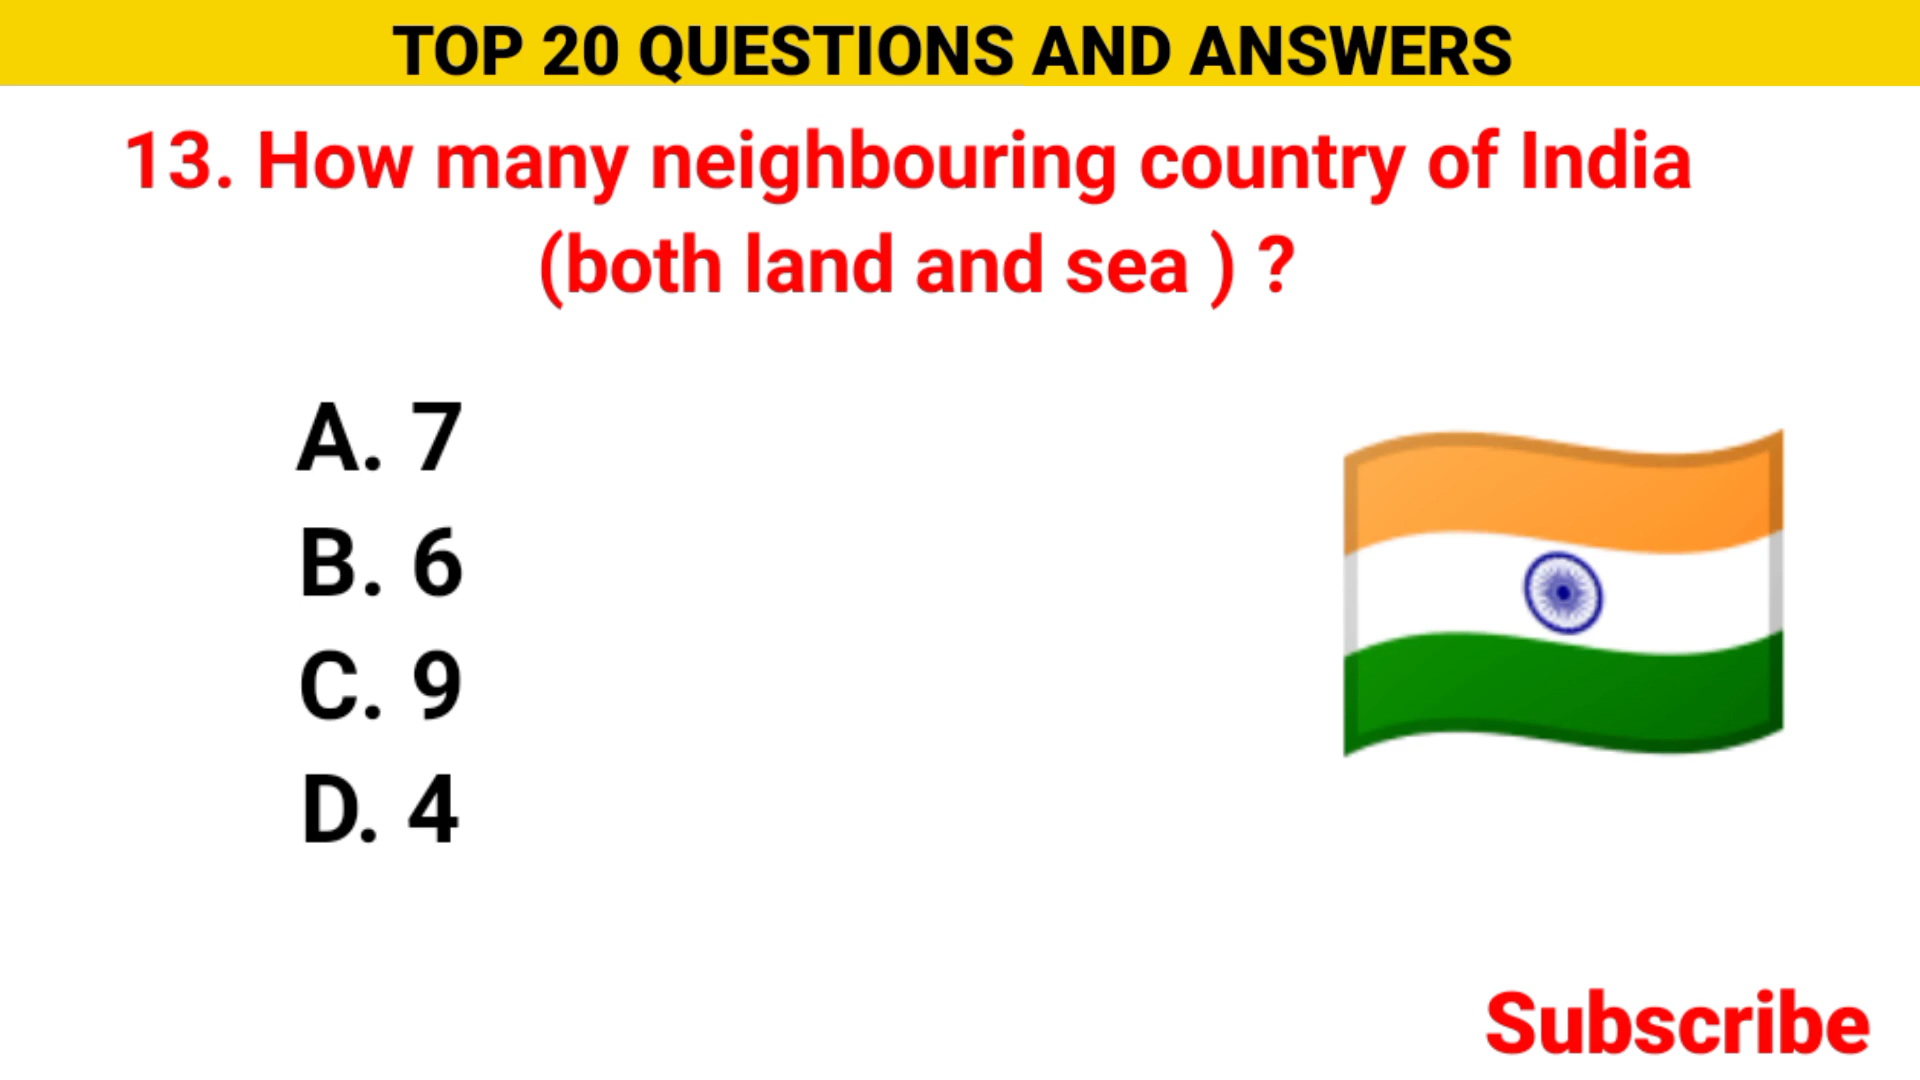 TOP 20 QUESTIONS AND ANSWERS
13. How many neighbouring country of India
(both land and sea ) ?
A. 7
B. 6
C. 9
D. 4
Subscribe